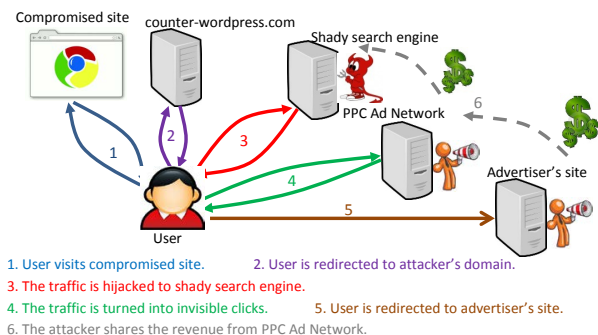 Compromised site
counter-wordpress.com
Shady search engine
PPC Ad Network
Advertiser's site
1
2
3
4
5
6
User
1. User visits compromised site.
2. User is redirected to attacker's domain.
3. The traffic is hijacked to shady search engine.
4. The traffic is turned into invisible clicks.
5. User is redirected to advertiser's site.
6. The attacker shares the revenue from PPC Ad Network.